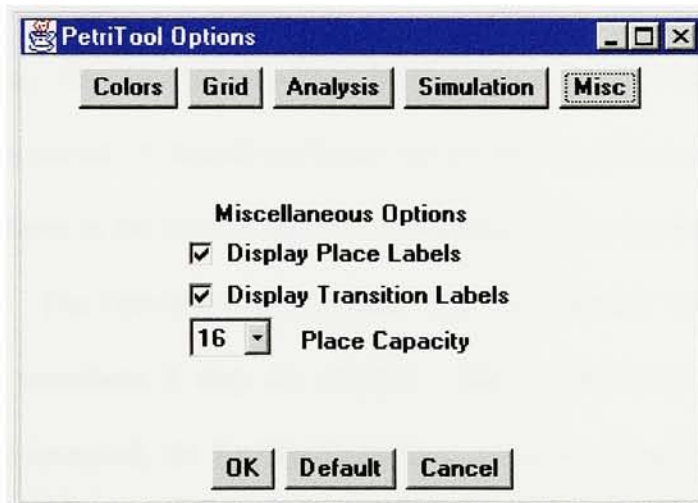 PetriTool Options
Colors Grid Analysis Simulation Misc
Miscellaneous Options
Display Place Labels
Display Transition Labels
16 Place Capacity
OK Default Cancel